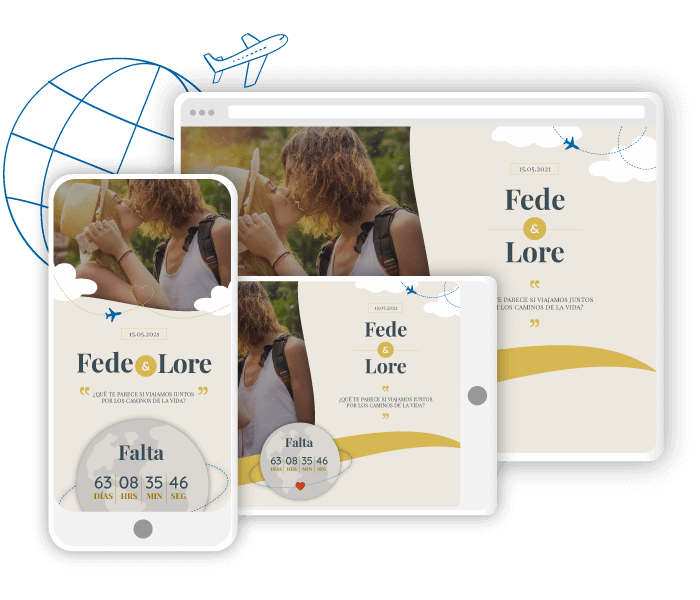 15.05.2021
Fede
&
Lore
“
¿QUÉ TE PARECE SI VIAJAMOS JUNTOS
POR LOS CAMINOS DE LA VIDA?
”
15.05.2021
Fede & Lore
“ ¿QUÉ TE PARECE SI VIAJAMOS JUNTOS ”
POR LOS CAMINOS DE LA VIDA?
Falta
63 08 35 46
DÍAS HRS MIN SEG
15.05.2021
Fede
&
Lore
“
¿QUÉ TE PARECE SI VIAJAMOS JUNTOS
POR LOS CAMINOS DE LA VIDA?
”
Falta
63 08 35 46
DÍAS HRS MIN SEG